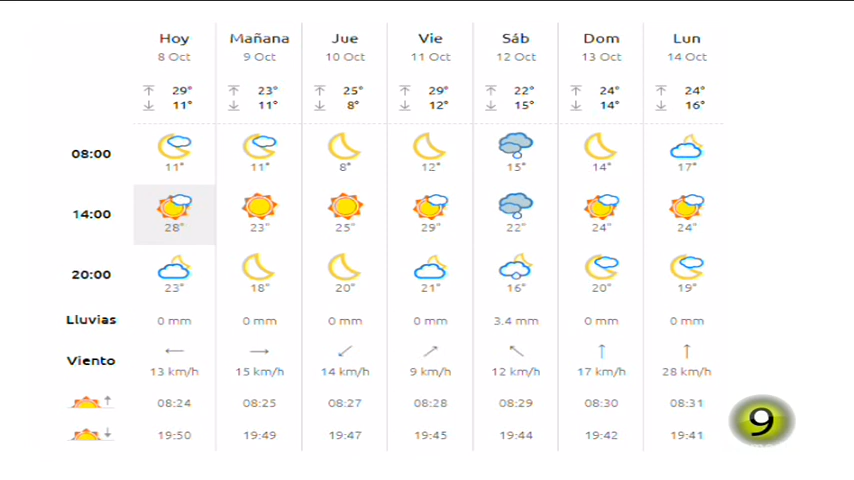 Hoy Mañana Jue Vie Sáb Dom Lun
8 Oct 9 Oct 10 Oct 11 Oct 12 Oct 13 Oct 14 Oct
29° 23° 25° 29° 22° 24° 24°
11° 11° 8° 12° 15° 14° 16°
08:00
11° 11° 8° 12° 15° 14° 17°
14:00
28° 23° 25° 29° 22° 24° 24°
20:00
23° 18° 20° 21° 16° 20° 19°
Lluvias 0 mm 0 mm 0 mm 0 mm 3.4 mm 0 mm 0 mm
Viento
13 km/h 15 km/h 14 km/h 9 km/h 12 km/h 17 km/h 28 km/h
08:24 08:25 08:27 08:28 08:29 08:30 08:31
19:50 19:49 19:47 19:45 19:44 19:42 19:41
9